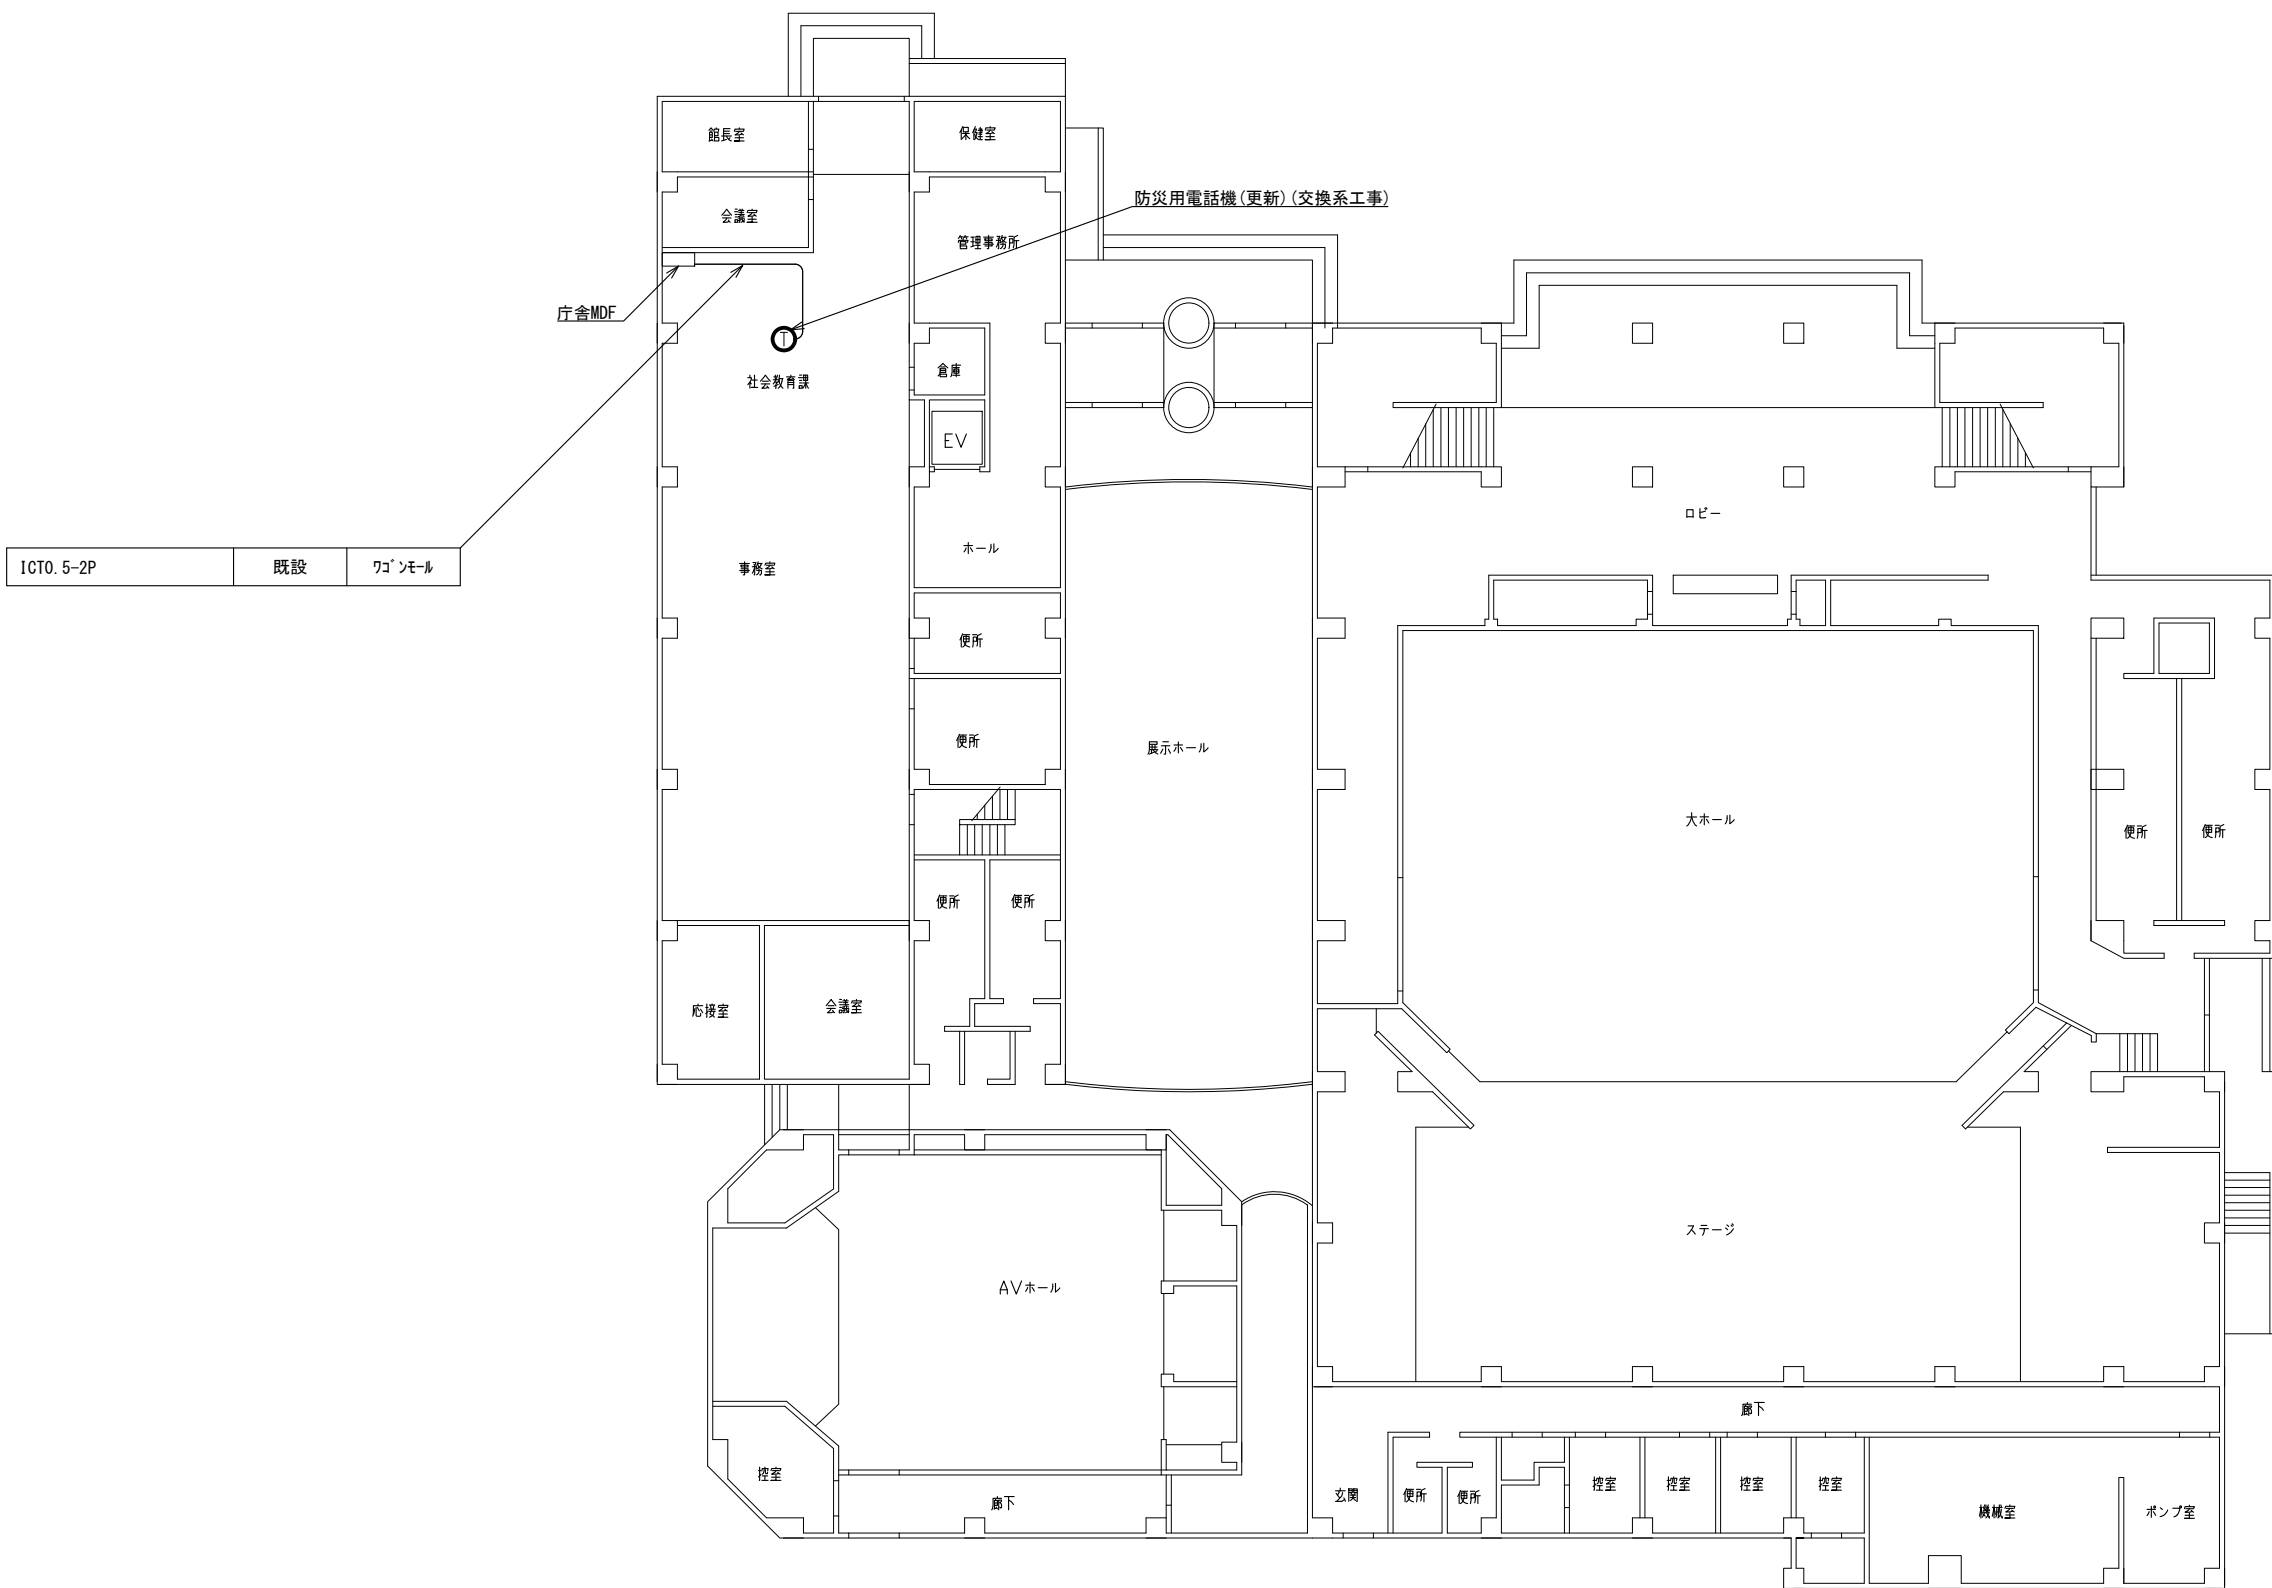 館長室
保健室
防災用電話機(更新)(交換系工事)
会議室
管理事務所
庁舎MDF
T
社会教育課
倉庫
EV
ロビー
ホール
ICT0.5-2P 既設 ワゴンモール
事務室
便所
便所
展示ホール
大ホール
便所
便所
便所
便所
応接室
会議室
ステージ
AVホール
廊下
控室
廊下
玄関
便所
便所
控室
控室
控室
控室
機械室
ポンプ室